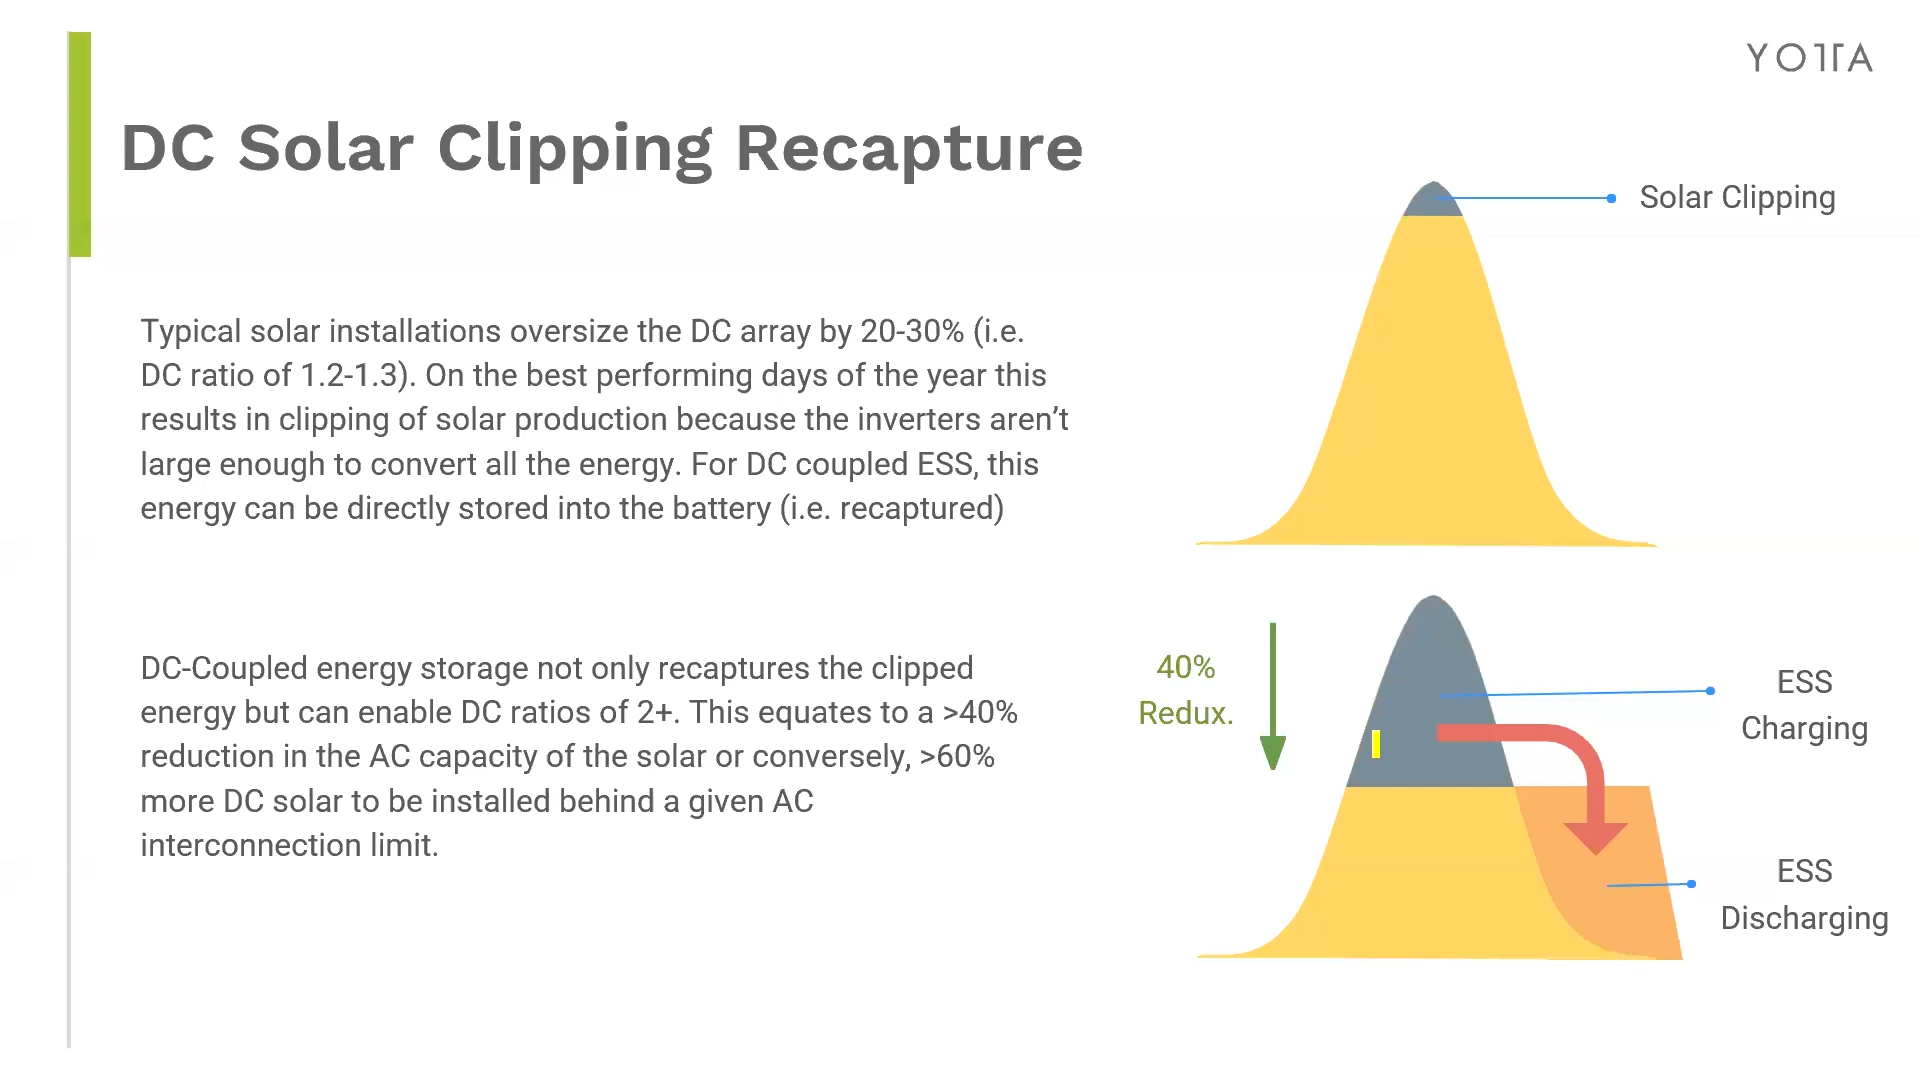 YOTTA
DC Solar Clipping Recapture
Solar Clipping
Typical solar installations oversize the DC array by 20-30% (i.e.
DC ratio of 1.2-1.3). On the best performing days of the year this
results in clipping of solar production because the inverters aren’t
large enough to convert all the energy. For DC coupled ESS, this
energy can be directly stored into the battery (i.e. recaptured)
DC-Coupled energy storage not only recaptures the clipped
energy but can enable DC ratios of 2+. This equates to a >40%
reduction in the AC capacity of the solar or conversely, >60%
more DC solar to be installed behind a given AC
interconnection limit.
40%
Redux.
ESS
Charging
ESS
Discharging